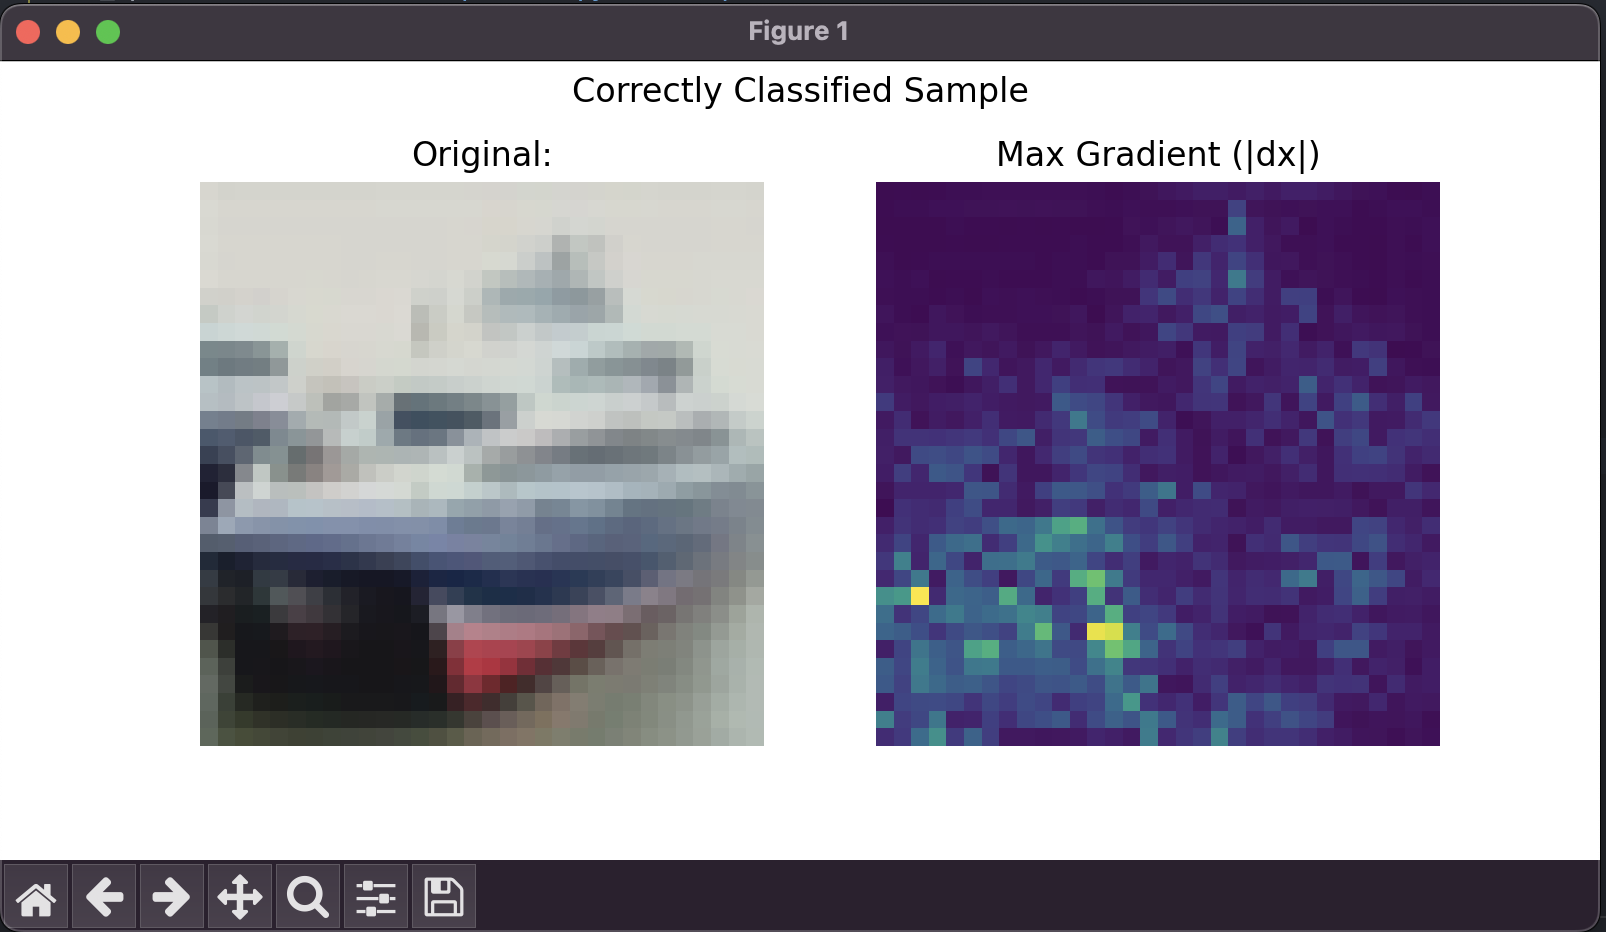 Figure 1
Correctly Classified Sample
Original:
Max Gradient (|dx|)